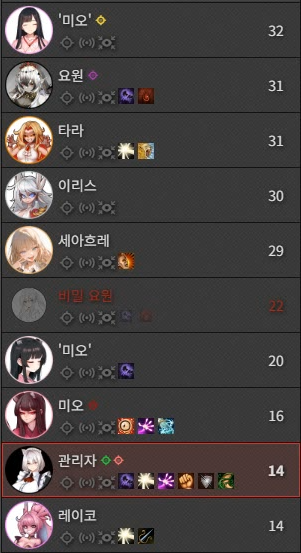 '미오' 32
요원 31
타라 31
이리스 30
세아흐레 29
비밀 요원 22
'미오' 20
미오 16
관리자 14
레이코 14